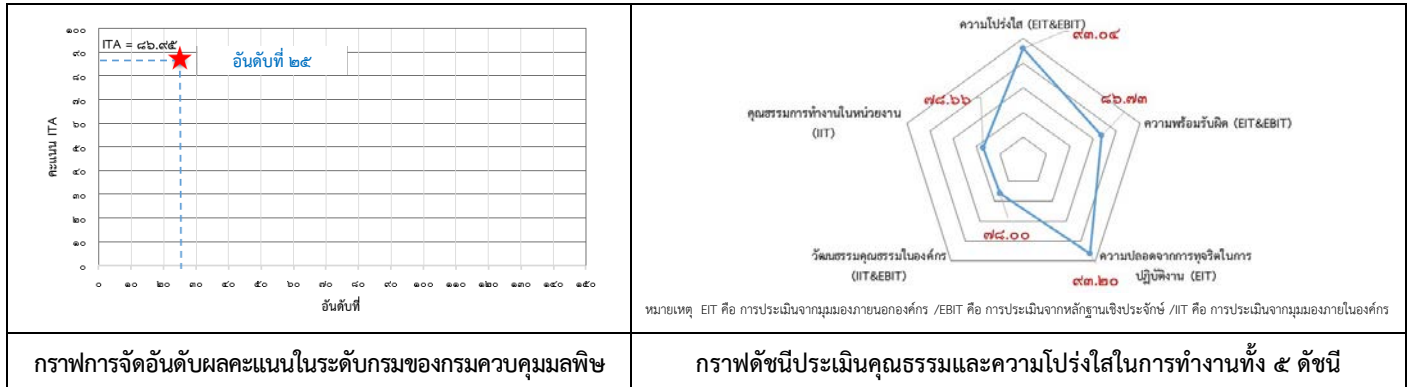 ๑๐๐
๙๐
๘๐
๗๐
๖๐
๕๐
๔๐
๓๐
๒๐
๑๐
๐
คะแนน ITA
ITA = ๘๖.๙๕
อันดับที่ ๒๕
๐ ๑๐ ๒๐ ๓๐ ๔๐ ๕๐ ๖๐ ๗๐ ๘๐ ๙๐ ๑๐๐ ๑๑๐ ๑๒๐ ๑๓๐ ๑๔๐ ๑๕๐
อันดับที่
ความโปร่งใส (EIT&EBIT)
๙๓.๐๔
๗๘.๖๖
๘๖.๗๓
คุณธรรมการทำงานในหน่วยงาน
(IIT)
ความพร้อมรับผิด (EIT&EBIT)
๗๘.๐๐
วัฒนธรรมคุณธรรมในองค์กร
(IIT&EBIT)
ความปลอดจากการทุจริตในการ
ปฏิบัติงาน (EIT)
๙๓.๒๐
หมายเหตุ EIT คือ การประเมินจากมุมมองภายนอกองค์กร /EBIT คือ การประเมินจากหลักฐานเชิงประจักษ์ /IIT คือ การประเมินจากมุมมองภายในองค์กร
กราฟการจัดอันดับผลคะแนนในระดับกรมของกรมควบคุมมลพิษ
กราฟดัชนีประเมินคุณธรรมและความโปร่งใสในการทำงานทั้ง ๕ ดัชนี